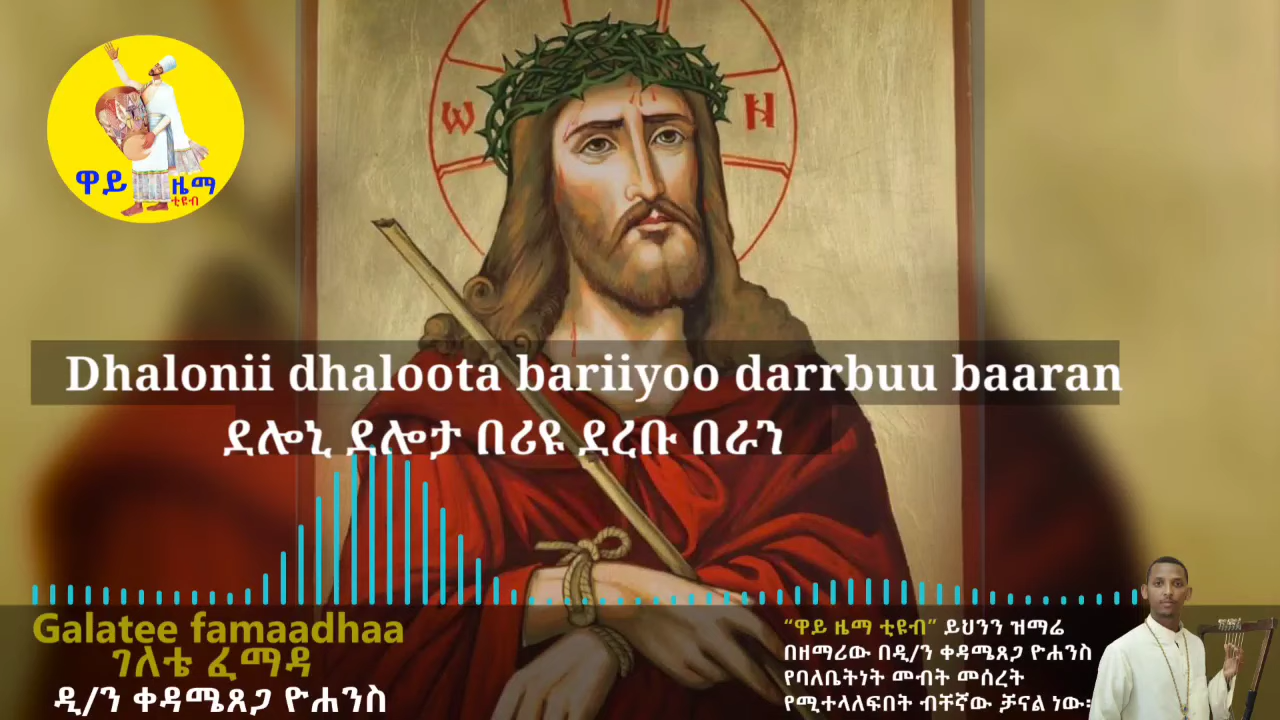 ዋይ ዜማ
ቲዩብ
Ѡ Н
Dhalonii dhaloota bariiyoo darrbuu baaran
ደሎኒ ደሎታ በሪዩ ደረቡ በራን
Galatee famaadhaa
ገለቴ ፈማዳ
ዲ/ን ቀዳሜጸጋ ዮሐንስ
“ዋይ ዜማ ቲዩብ” ይህንን ዝማሬ
በዘማሪው በዲ/ን ቀዳሜጸጋ ዮሐንስ
የባለቤትነት መብት መሰረት
የሚተላለፍበት ብቸኛው ቻናል ነው።